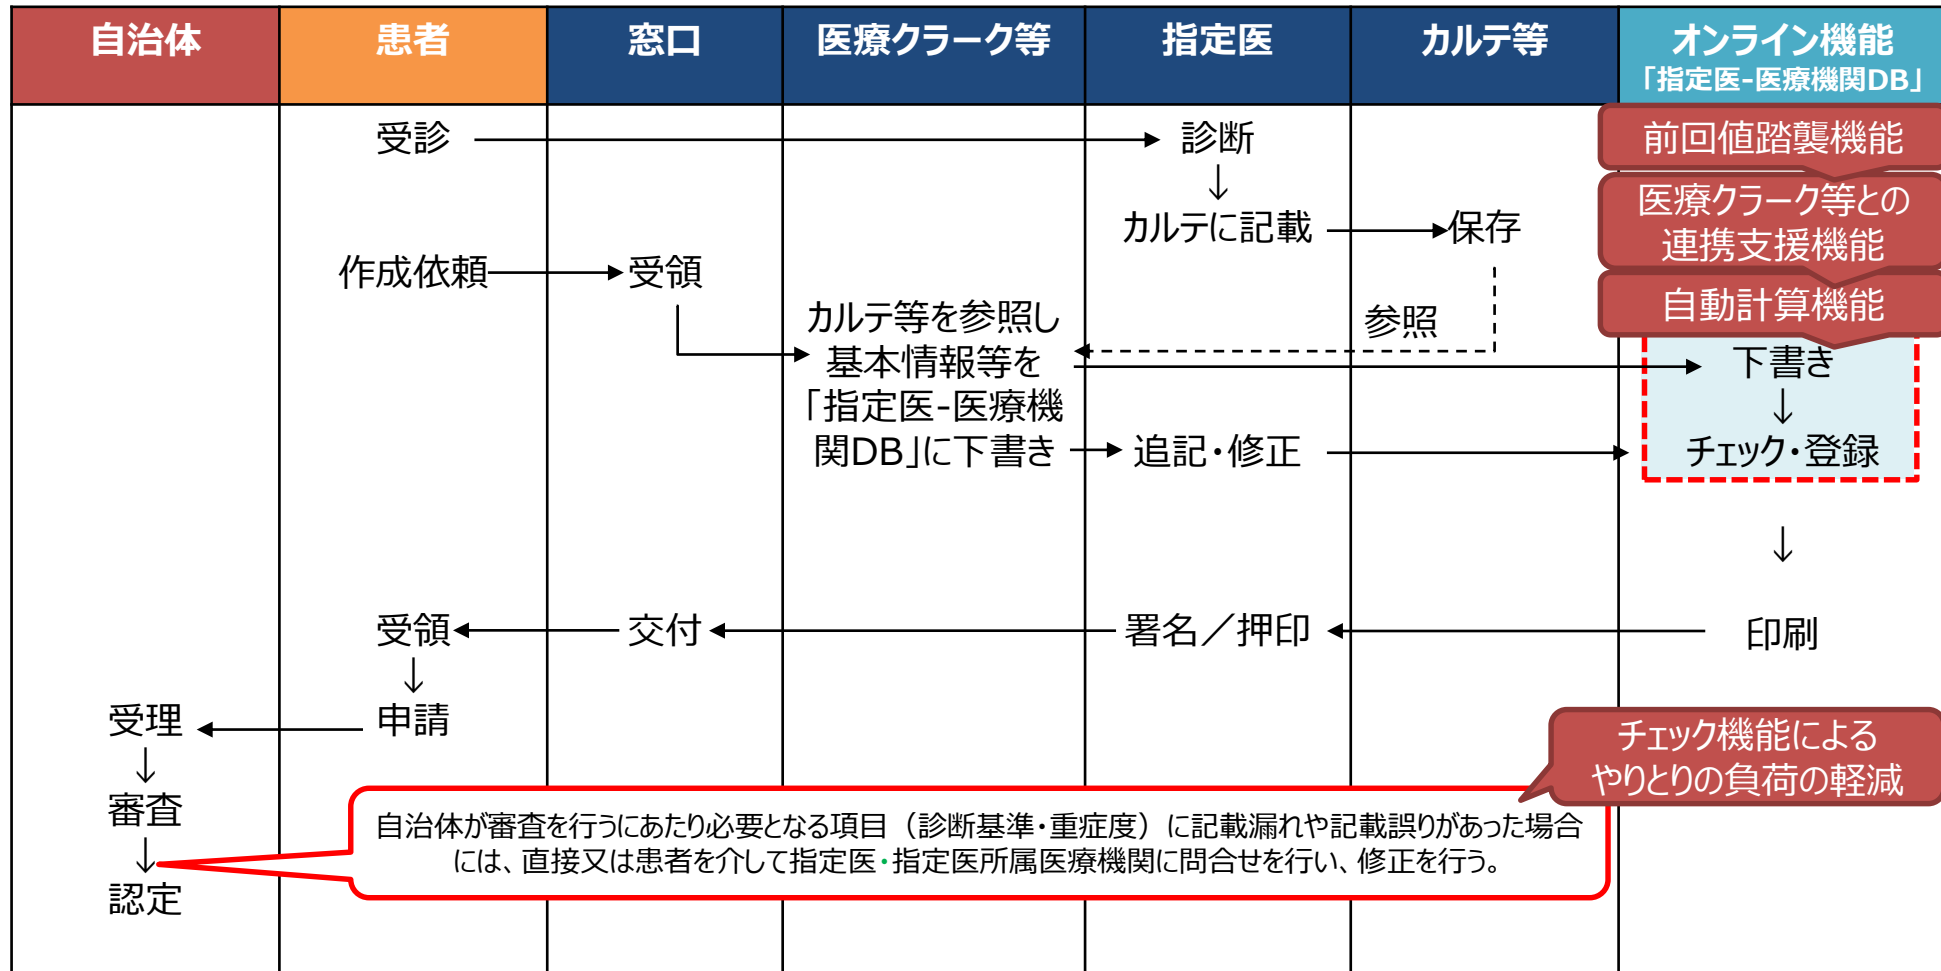 自治体
患者
窓口
医療クラーク等
指定医
カルテ等
オンライン機能
「指定医-医療機関DB」
受診
診断
↓
カルテに記載
保存
前回値踏襲機能
医療クラーク等との
連携支援機能
自動計算機能
作成依頼
受領
カルテ等を参照し
基本情報等を
「指定医-医療機
関DB」に下書き
参照
下書き
↓
チェック・登録
追記・修正
↓
印刷
署名／押印
交付
受領
↓
申請
受理
↓
審査
↓
認定
チェック機能による
やりとりの負荷の軽減
自治体が審査を行うにあたり必要となる項目（診断基準・重症度）に記載漏れや記載誤りがあった場合
には、直接又は患者を介して指定医・指定医所属医療機関に問合せを行い、修正を行う。